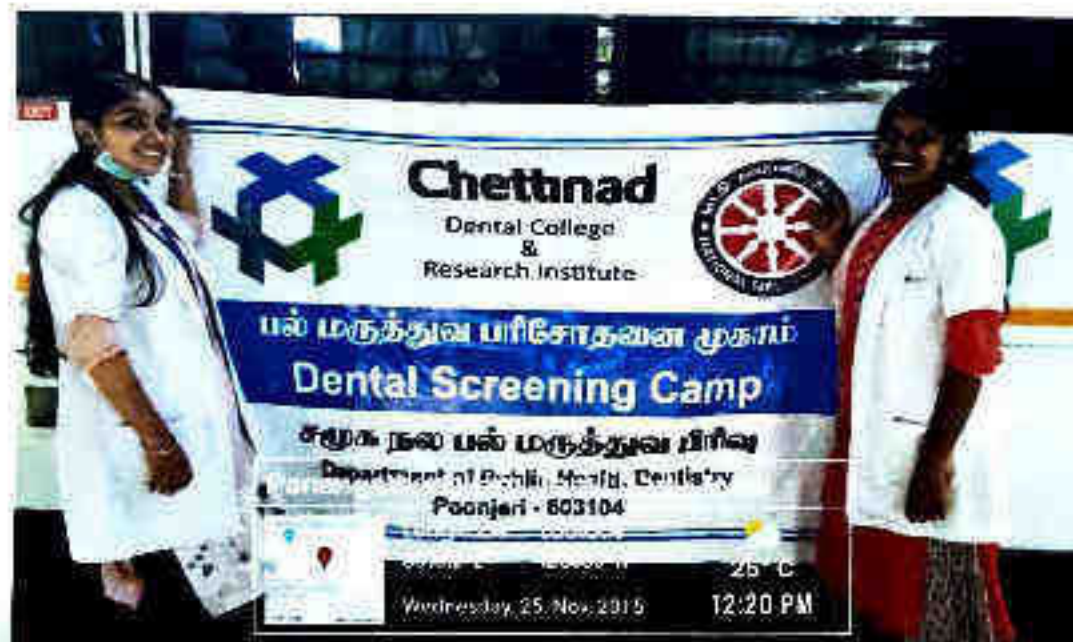 EXIT
Chettinad
Dental College
&
Research Institute
பல் மருத்துவ பரிசோதனை முகாம்
Dental Screening Camp
சமூக நல பல் மருத்துவ பிரிவு
Department of Public Health Dentistry
Poonjeri - 603104
25°C
Wednesday, 25, Nov, 2015
12:20 PM